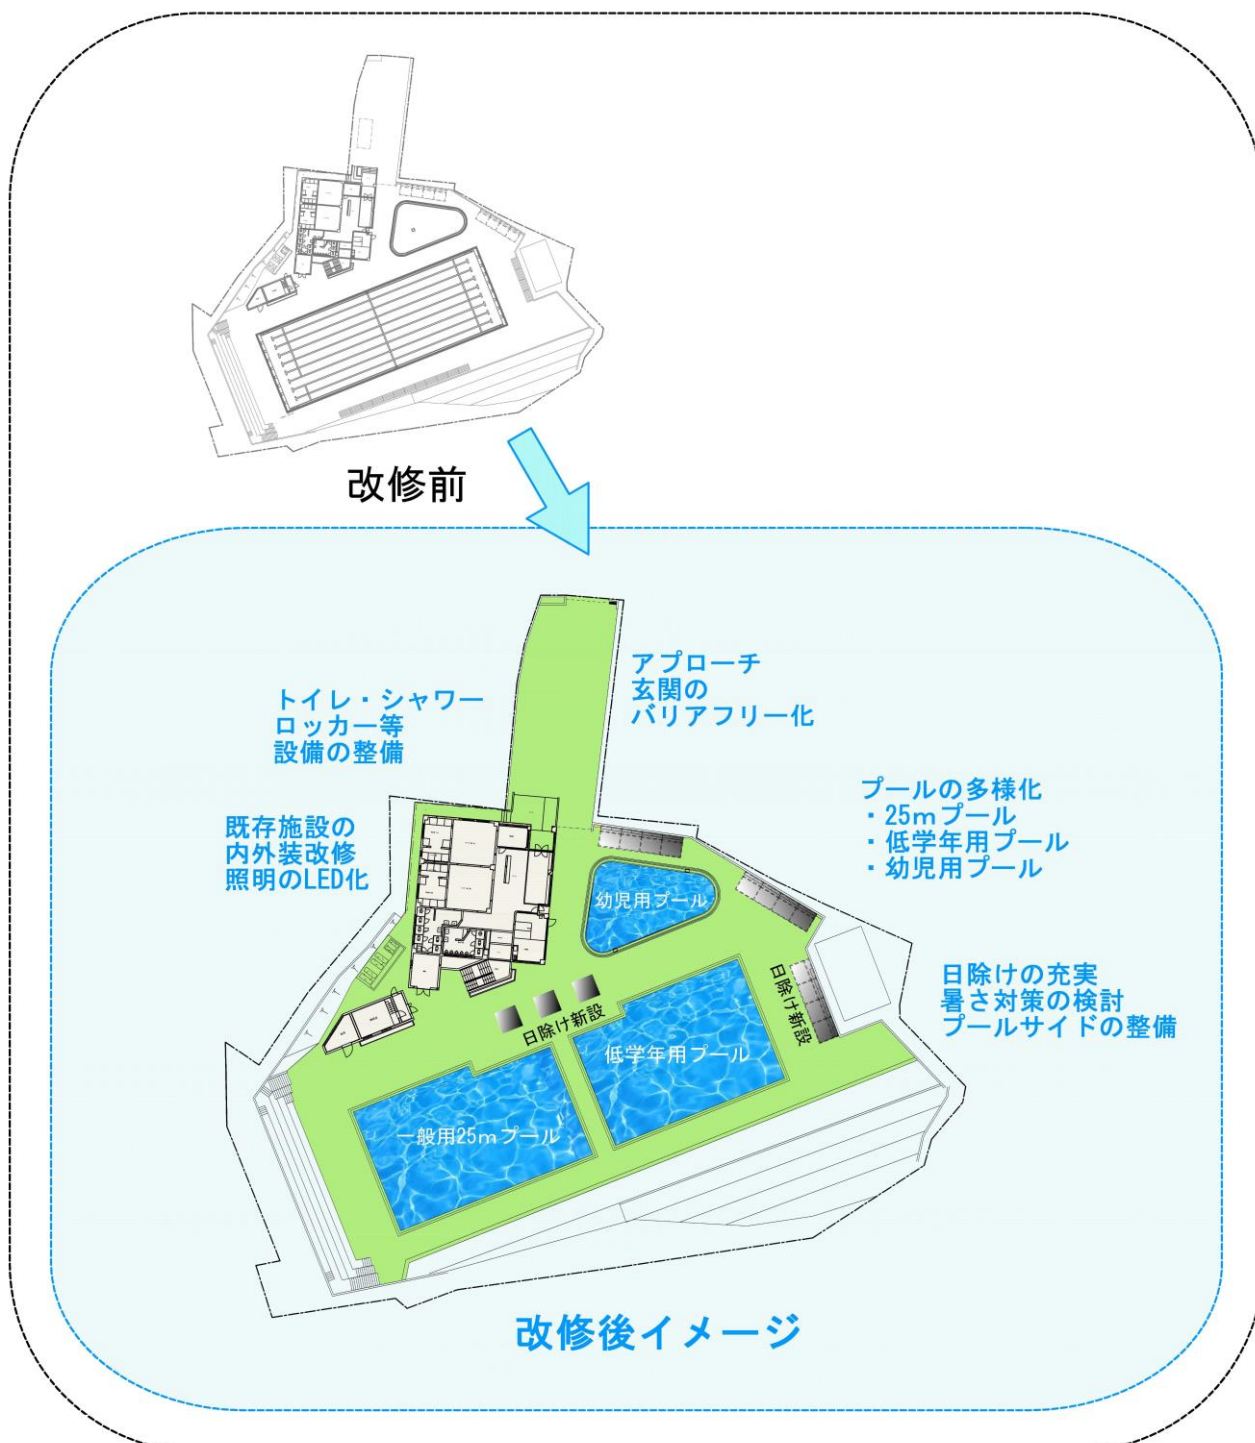 改修前
アプローチ
玄関の
バリアフリー化
トイレ・シャワー
ロッカー等
設備の整備
プールの多様化
・25mプール
・低学年用プール
・幼児用プール
既存施設の
内外装改修
照明のLED化
幼児用プール
日除けの充実
暑さ対策の検討
プールサイドの整備
日除け新設
日除け新設
低学年用プール
一般用25mプール
改修後イメージ